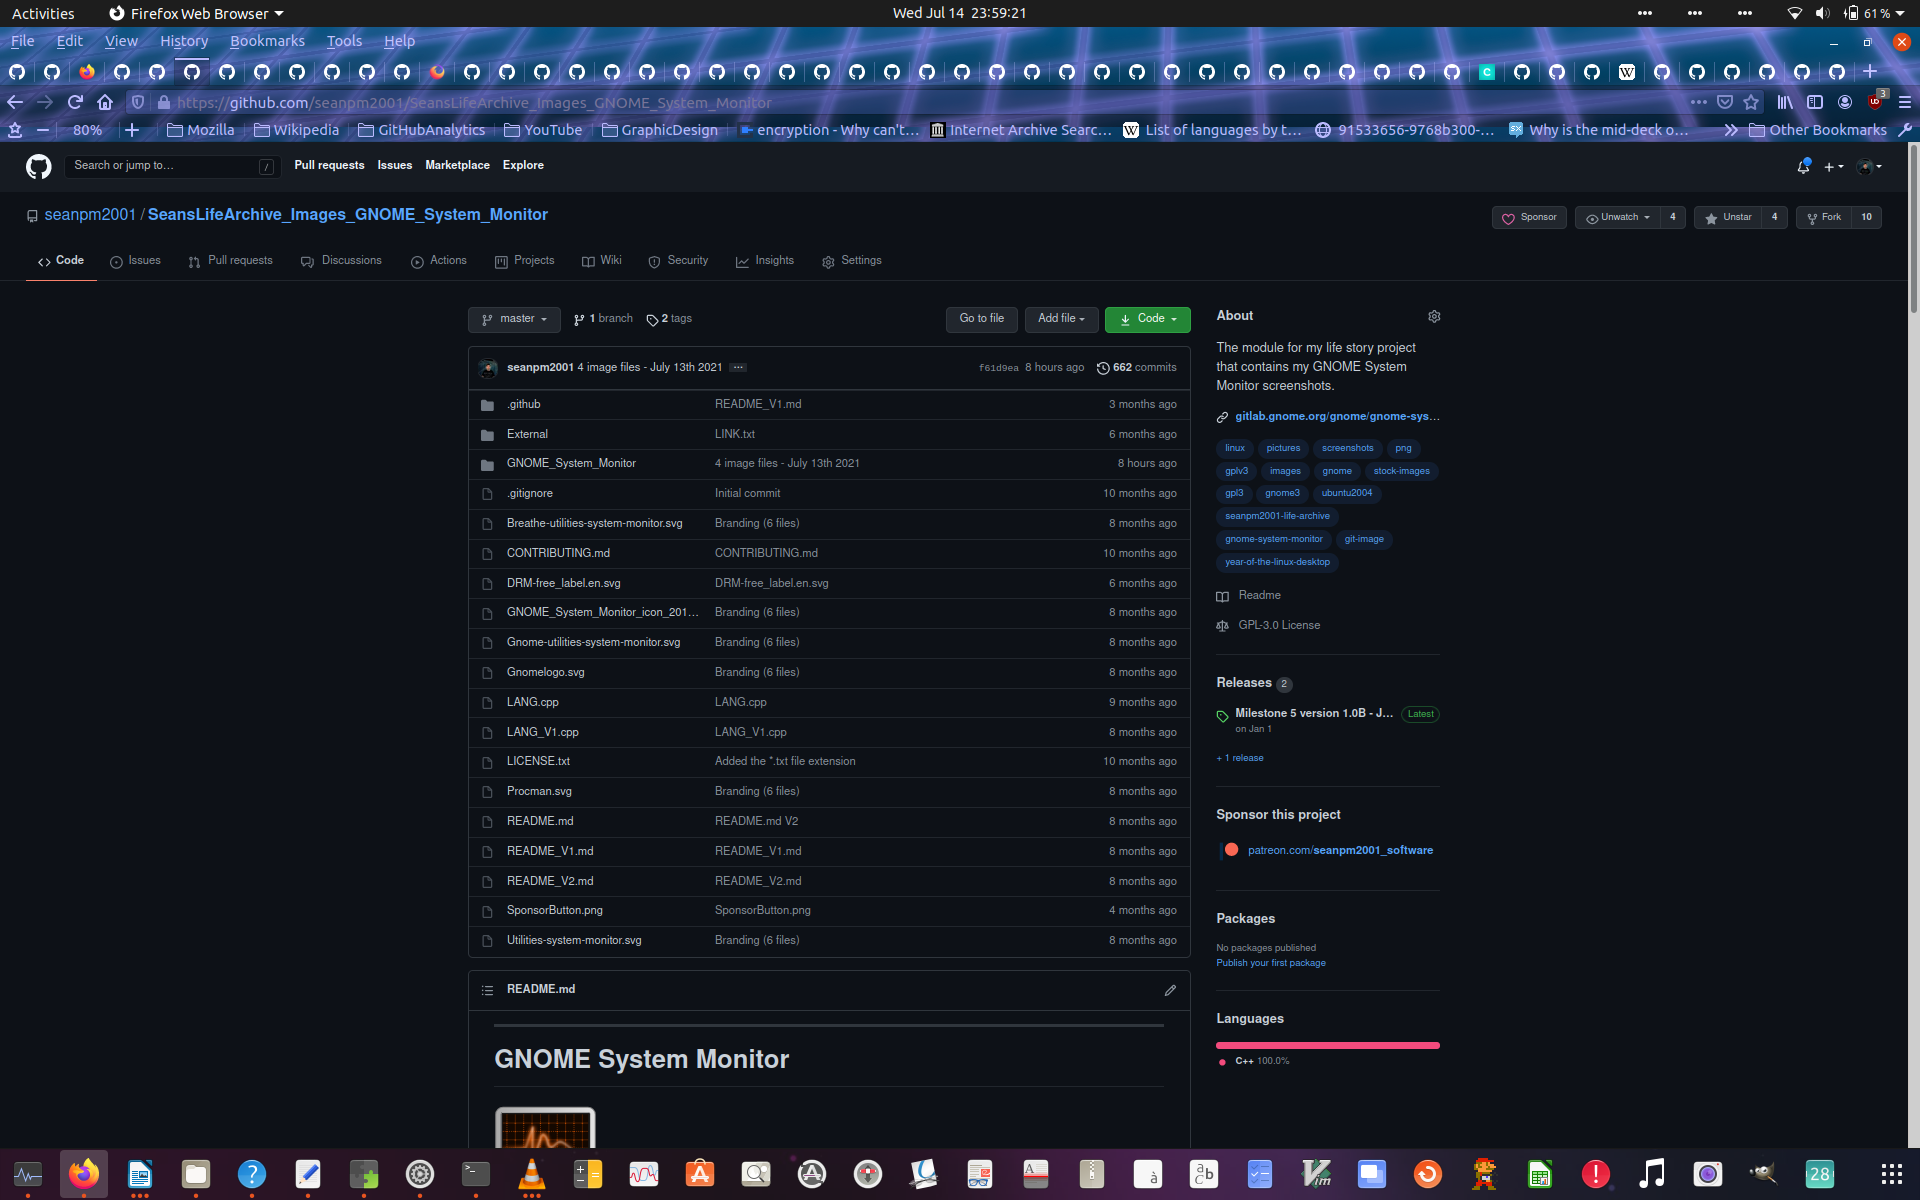 Activities
Firefox Web Browser
Wed Jul 14 23:59:21
61 %
File Edit View History Bookmarks Tools Help
https://github.com/seanpm2001/SeansLifeArchive_Images_GNOME_System_Monitor
3
80%
Mozilla
Wikipedia
GitHubAnalytics
YouTube
GraphicDesign
encryption - Why can't…
Internet Archive Searc…
List of languages by t…
91533656-9768b300-…
Why is the mid-deck o…
Other Bookmarks
Search or jump to…
/
Pull requests Issues Marketplace Explore
seanpm2001 / SeansLifeArchive_Images_GNOME_System_Monitor
Sponsor
Unwatch 4
Unstar 4
Fork 10
Code
Issues
Pull requests
Discussions
Actions
Projects
Wiki
Security
Insights
Settings
master
1 branch
2 tags
Go to file
Add file
Code
seanpm2001 4 image files - July 13th 2021 … f61d9ea 8 hours ago 662 commits
.github README_V1.md 3 months ago
External LINK.txt 6 months ago
GNOME_System_Monitor 4 image files - July 13th 2021 8 hours ago
.gitignore Initial commit 10 months ago
Breathe-utilities-system-monitor.svg Branding (6 files) 8 months ago
CONTRIBUTING.md CONTRIBUTING.md 10 months ago
DRM-free_label.en.svg DRM-free_label.en.svg 6 months ago
GNOME_System_Monitor_icon_201… Branding (6 files) 8 months ago
Gnome-utilities-system-monitor.svg Branding (6 files) 8 months ago
Gnomelogo.svg Branding (6 files) 8 months ago
LANG.cpp LANG.cpp 9 months ago
LANG_V1.cpp LANG_V1.cpp 8 months ago
LICENSE.txt Added the *.txt file extension 10 months ago
Procman.svg Branding (6 files) 8 months ago
README.md README.md V2 8 months ago
README_V1.md README_V1.md 8 months ago
README_V2.md README_V2.md 8 months ago
SponsorButton.png SponsorButton.png 4 months ago
Utilities-system-monitor.svg Branding (6 files) 8 months ago
README.md
GNOME System Monitor
About
The module for my life story project
that contains my GNOME System
Monitor screenshots.
gitlab.gnome.org/gnome/gnome-sys…
linux pictures screenshots png
gplv3 images gnome stock-images
gpl3 gnome3 ubuntu2004
seanpm2001-life-archive
gnome-system-monitor git-image
year-of-the-linux-desktop
Readme
GPL-3.0 License
Releases 2
Milestone 5 version 1.0B - J… Latest
on Jan 1
+ 1 release
Sponsor this project
patreon.com/seanpm2001_software
Packages
No packages published
Publish your first package
Languages
C++ 100.0%
28